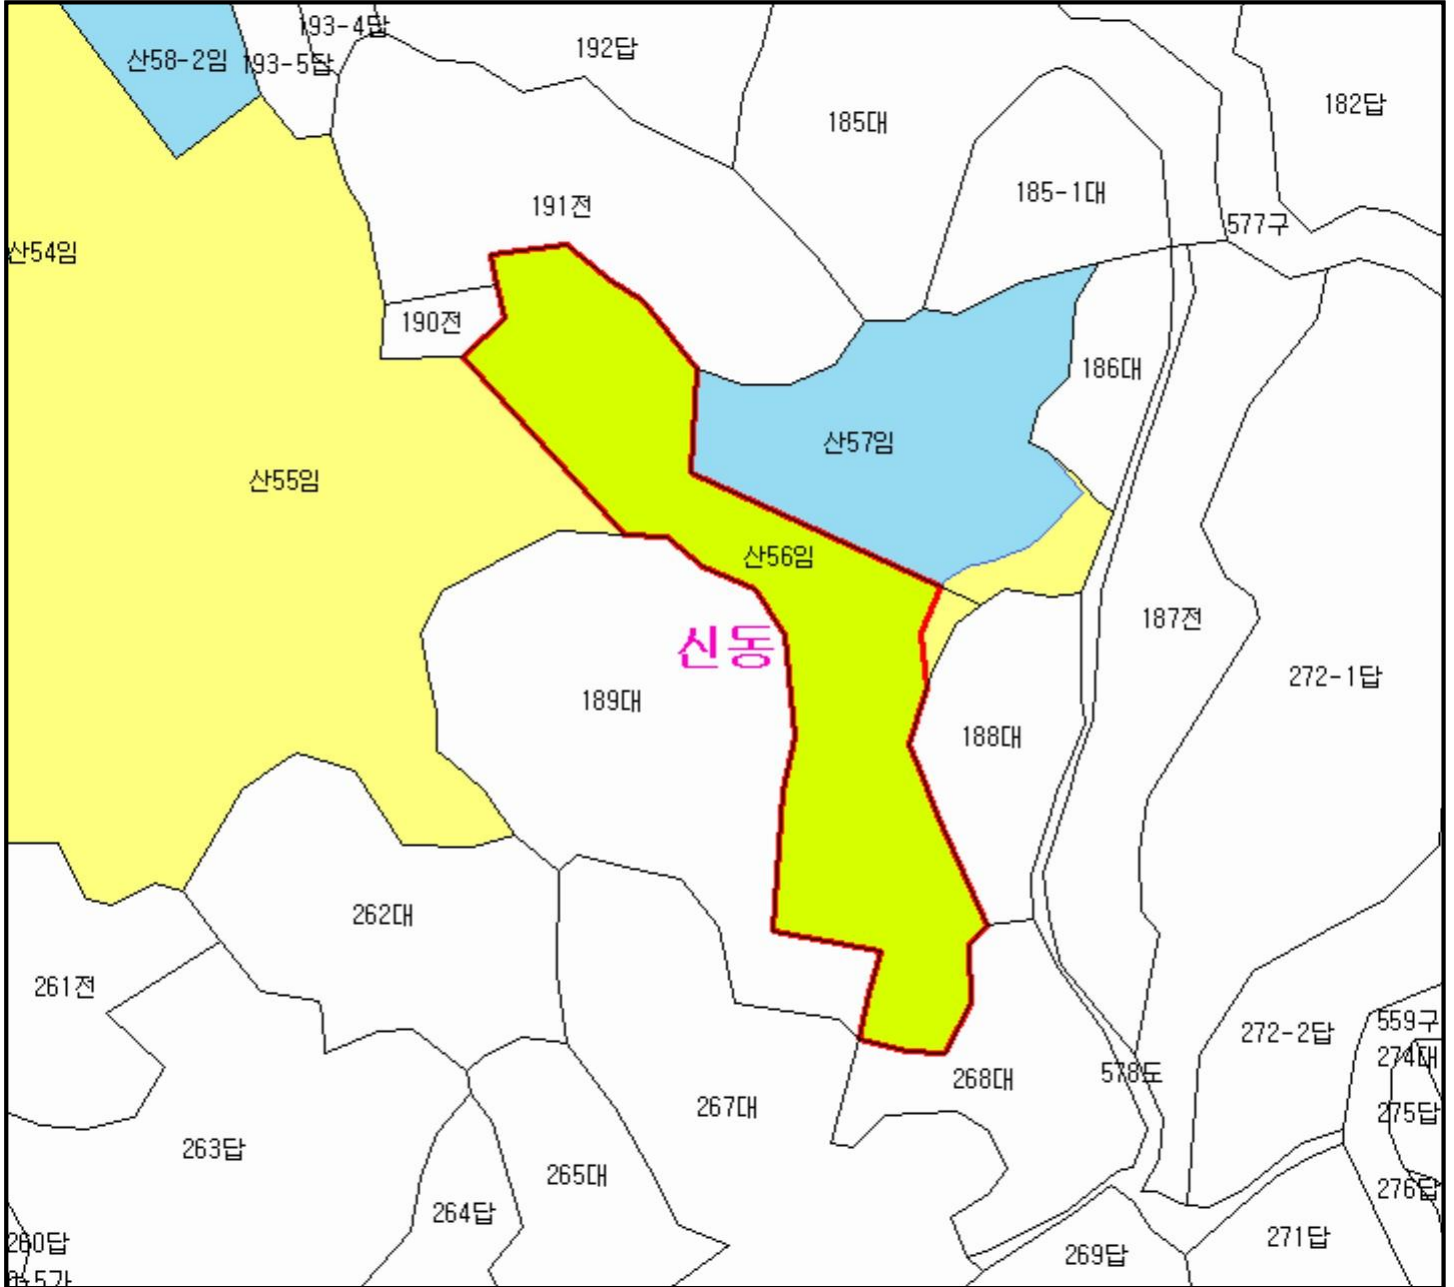 193-4답
192답
산58-2임
193-5답
182답
185대
185-1대
191전
577구
산54임
190전
186대
산57임
산55임
산56임
187전
신동
272-1답
189대
188대
262대
261전
559구
272-2답
274대
578도
268대
267대
275답
263답
265대
276답
264답
271답
260답
269답